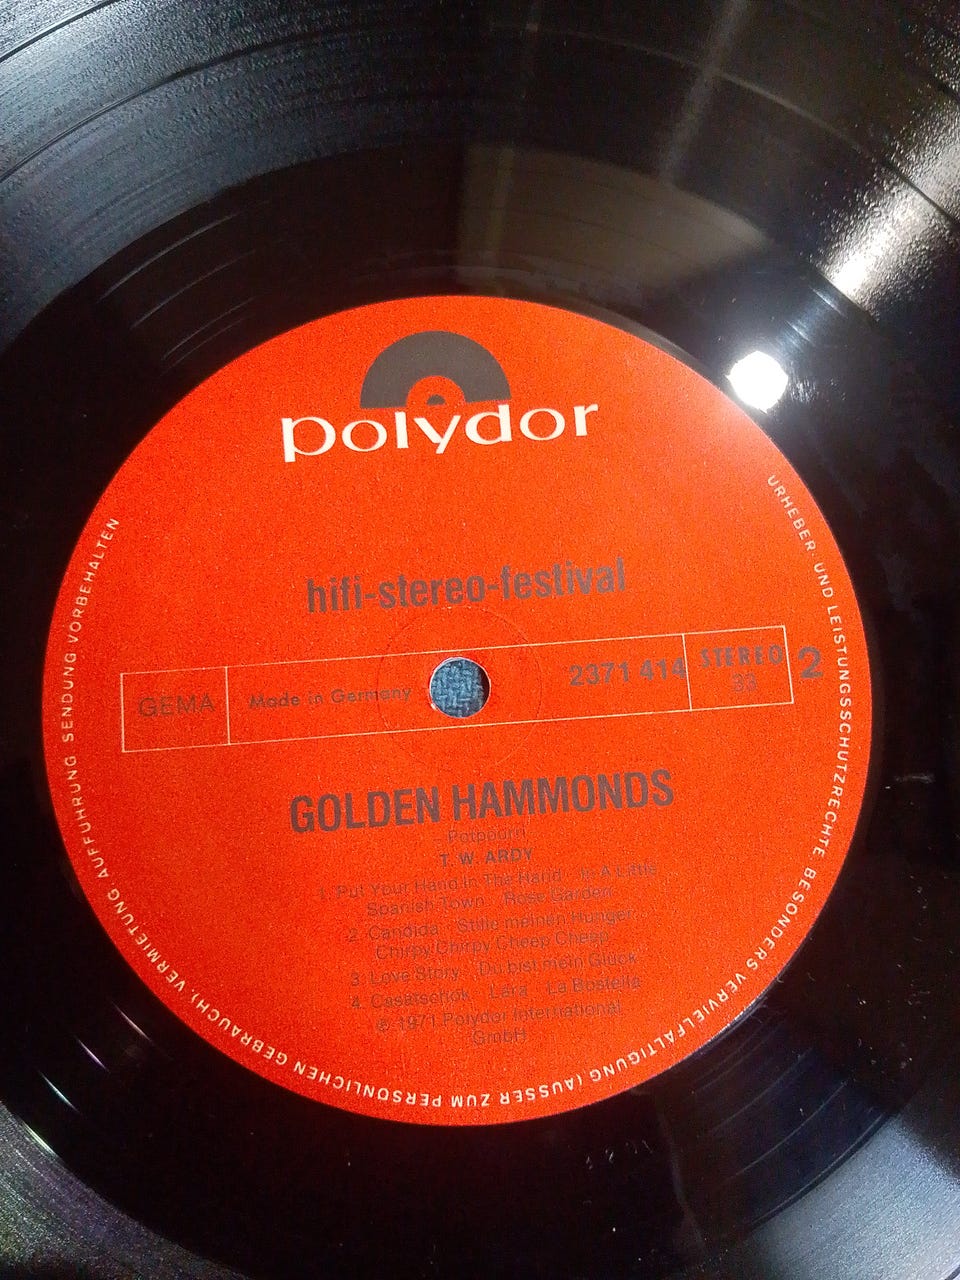 polydor
hifi-stereo-festival
GEMA
Made in Germany
2371 414
STEREO
33
2
GOLDEN HAMMONDS
Potpourri
T. W. ARDY
1. Put Your Hand In The Hand · In A Little
Spanish Town · Rose Garden
2. Candida · Stille meinen Hunger
Chirpy Chirpy Cheep Cheep
3. Love Story · Du bist mein Glück
4. Casatschok · Lara · La Bostella
℗ 1971 Polydor International
GmbH
URHEBER- UND LEISTUNGSSCHUTZRECHTE, BESONDERS VERVIELFÄLTIGUNG (AUSSER ZUM PERSÖNLICHEN GEBRAUCH) VERMIETUNG AUFFÜHRUNG SENDUNG VORBEHALTEN